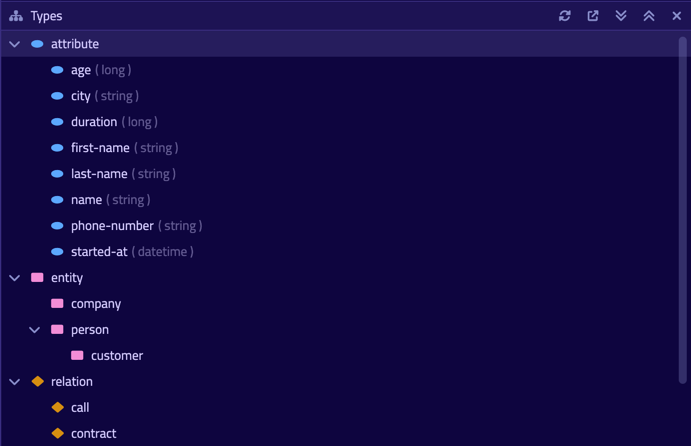 Types
attribute
age ( long )
city ( string )
duration ( long )
first-name ( string )
last-name ( string )
name ( string )
phone-number ( string )
started-at ( datetime )
entity
company
person
customer
relation
call
contract